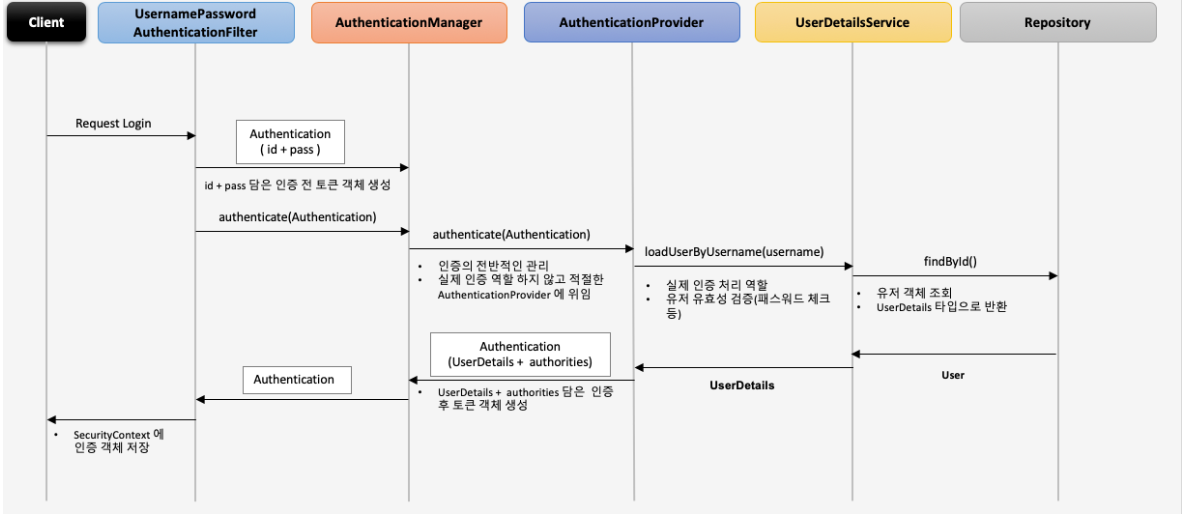 Client
UsernamePassword
AuthenticationFilter
AuthenticationManager
AuthenticationProvider
UserDetailsService
Repository
Request Login
Authentication
( id + pass )
id + pass 담은 인증 전 토큰 객체 생성
authenticate(Authentication)
authenticate(Authentication)
• 인증의 전반적인 관리
• 실제 인증 역할 하지 않고 적절한
AuthenticationProvider 에 위임
loadUserByUsername(username)
• 실제 인증 처리 역할
• 유저 유효성 검증(패스워드 체크
등)
findById()
• 유저 객체 조회
• UserDetails 타입으로 반환
User
UserDetails
Authentication
(UserDetails + authorities)
• UserDetails + authorities 담은 인증
후 토큰 객체 생성
Authentication
• SecurityContext 에
인증 객체 저장